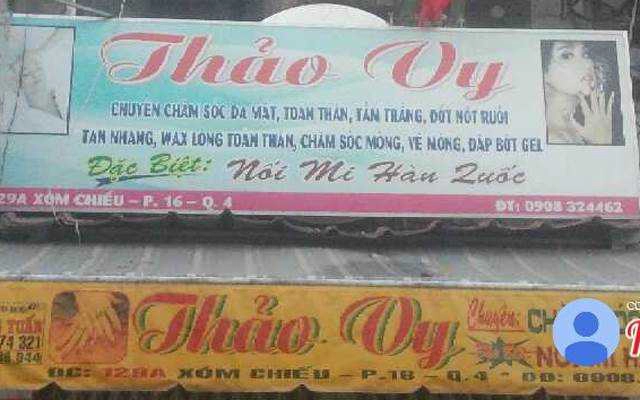 Thảo Vy
CHUYÊN CHĂM SÓC DA MẶT, TOÀN THÂN, TẮM TRẮNG, ĐỐT NỐT RUỒI
TÀN NHANG, WAX LÔNG TOÀN THÂN, CHĂM SÓC MÓNG, VẼ MÓNG, ĐẮP BỘT GEL
Đặc Biệt: Nối Mi Hàn Quốc
29A XÓM CHIẾU - P. 16 - Q. 4 ĐT: 0908 324462
Thảo Vy Chuyên:
ĐC: 129A XÓM CHIẾU - P.16 - Q.4 - ĐĐ: 0908